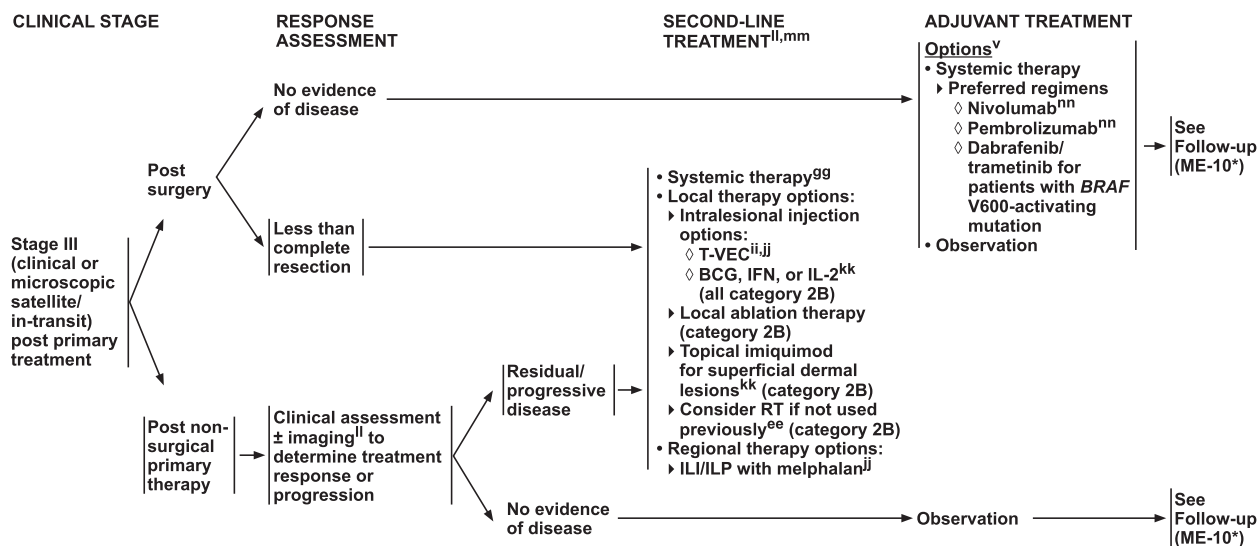 CLINICAL STAGE
RESPONSE
ASSESSMENT
SECOND-LINE
TREATMENTll,mm
ADJUVANT TREATMENT
Stage III
(clinical or
microscopic
satellite/
in-transit)
post primary
treatment
Post
surgery
No evidence
of disease
Less than
complete
resection
Post non-
surgical
primary
therapy
Clinical assessment
± imagingll to
determine treatment
response or
progression
Residual/
progressive
disease
No evidence
of disease
• Systemic therapygg
• Local therapy options:
▸ Intralesional injection
options:
◊ T-VECii,jj
◊ BCG, IFN, or IL-2kk
(all category 2B)
▸ Local ablation therapy
(category 2B)
▸ Topical imiquimod
for superficial dermal
lesionskk (category 2B)
▸ Consider RT if not used
previouslyee (category 2B)
• Regional therapy options:
▸ ILI/ILP with melphalanjj
Optionsv
• Systemic therapy
▸ Preferred regimens
◊ Nivolumabnn
◊ Pembrolizumabnn
◊ Dabrafenib/
trametinib for
patients with BRAF
V600-activating
mutation
• Observation
See
Follow-up
(ME-10*)
Observation
See
Follow-up
(ME-10*)